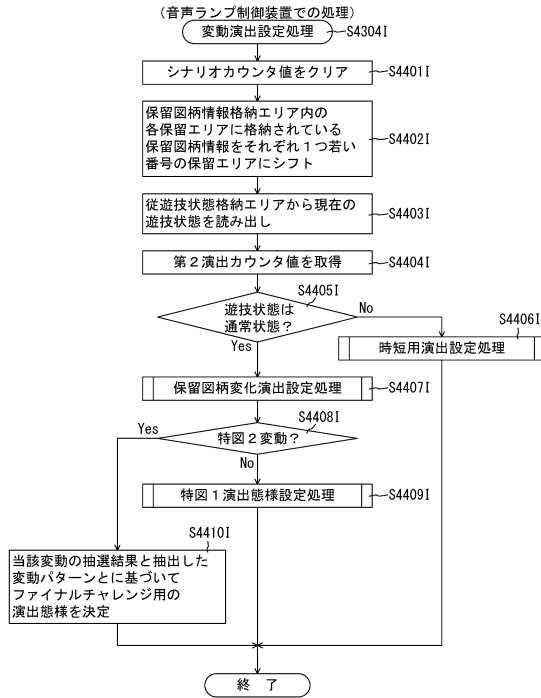 （音声ランプ制御装置での処理）
変動演出設定処理
S4304I
シナリオカウンタ値をクリア
S4401I
保留図柄情報格納エリア内の
各保留エリアに格納されている
保留図柄情報をそれぞれ１つ若い
番号の保留エリアにシフト
S4402I
従遊技状態格納エリアから現在の
遊技状態を読み出し
S4403I
第２演出カウンタ値を取得
S4404I
S4405I
遊技状態は
通常状態？
No
Yes
S4406I
時短用演出設定処理
保留図柄変化演出設定処理
S4407I
S4408I
特図２変動？
Yes
No
特図１演出態様設定処理
S4409I
S4410I
当該変動の抽選結果と抽出した
変動パターンとに基づいて
ファイナルチャレンジ用の
演出態様を決定
終　了